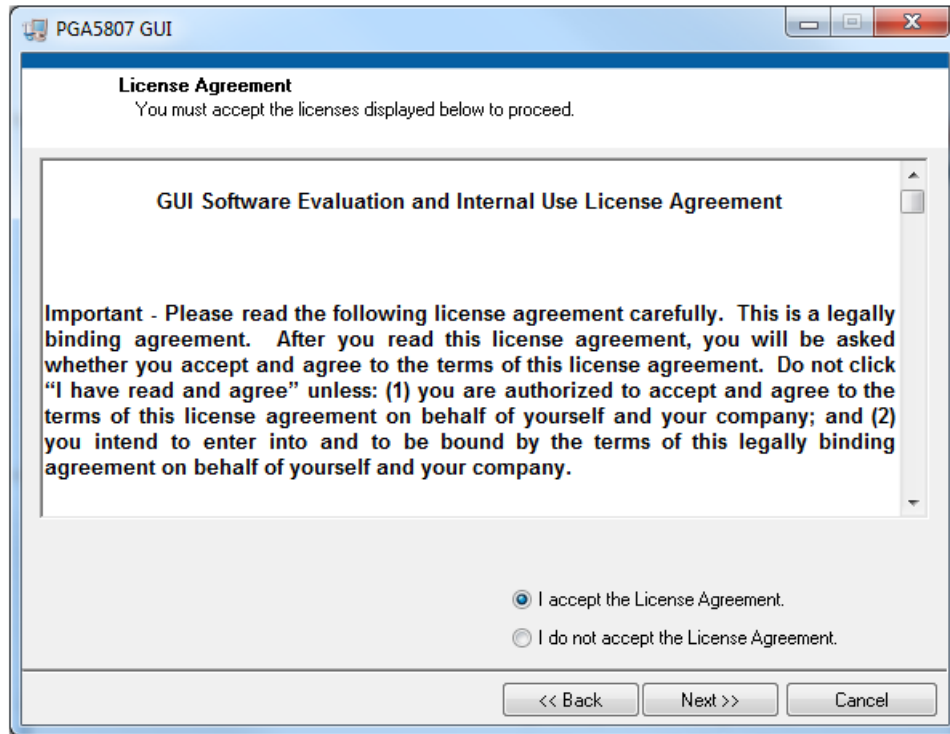 PGA5807 GUI
License Agreement
You must accept the licenses displayed below to proceed.
GUI Software Evaluation and Internal Use License Agreement
Important - Please read the following license agreement carefully.  This is a legally
binding agreement.  After you read this license agreement, you will be asked
whether you accept and agree to the terms of this license agreement.  Do not click
“I have read and agree” unless: (1) you are authorized to accept and agree to the
terms of this license agreement on behalf of yourself and your company; and (2)
you intend to enter into and to be bound by the terms of this legally binding
agreement on behalf of yourself and your company.
I accept the License Agreement.
I do not accept the License Agreement.
<< Back Next >> Cancel